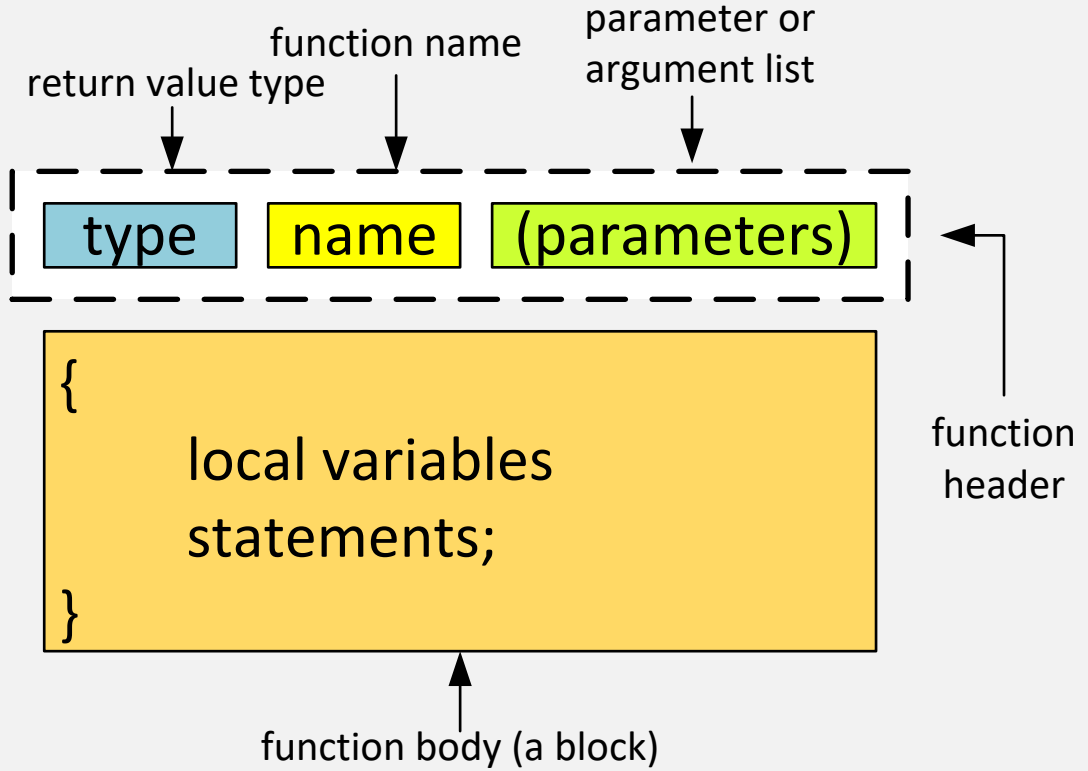 parameter or
argument list
function name
return value type
type name (parameters)
{
local variables
statements;
}
function
header
function body (a block)